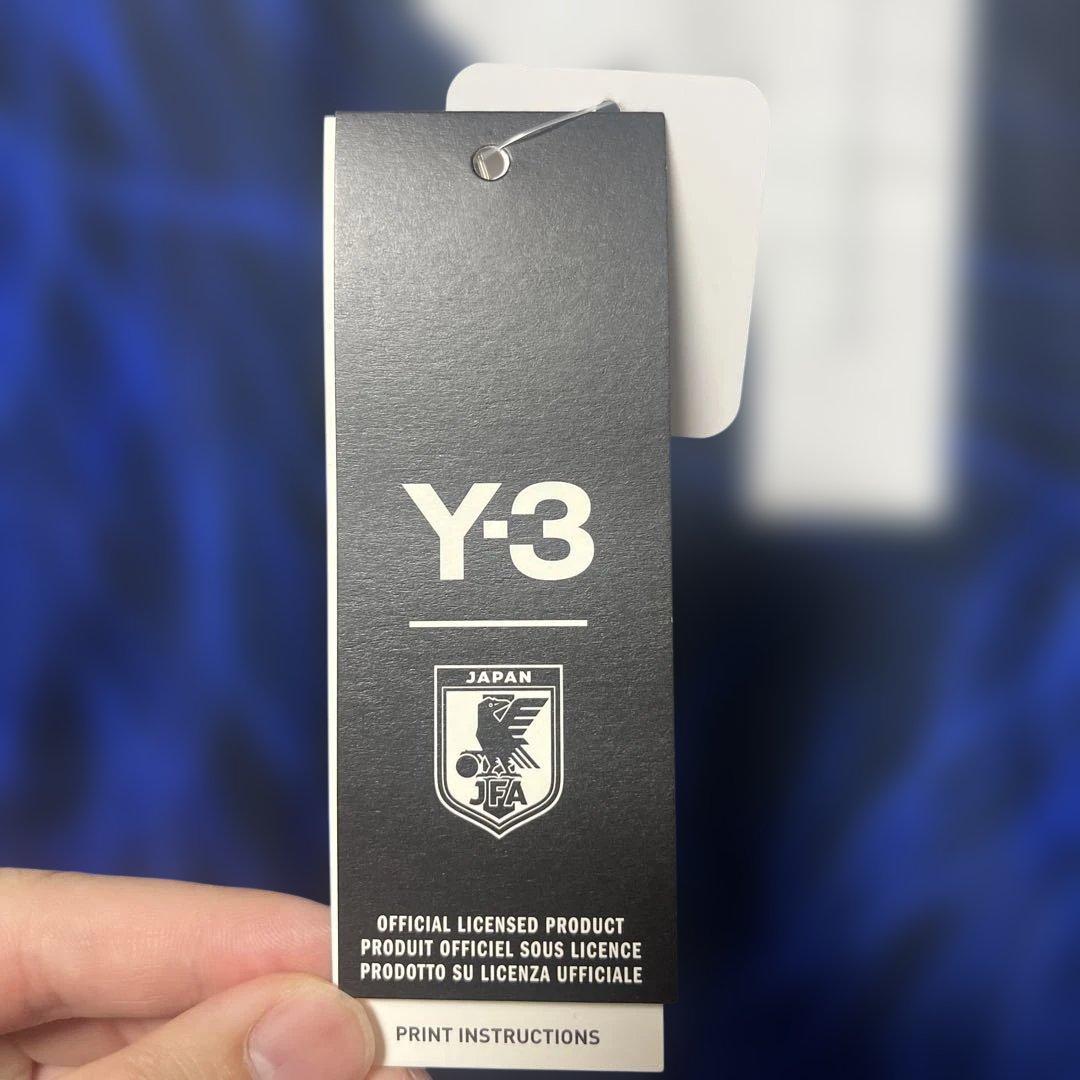 Y-3
JAPAN
JFA
OFFICIAL LICENSED PRODUCT
PRODUIT OFFICIEL SOUS LICENCE
PRODOTTO SU LICENZA UFFICIALE
PRINT INSTRUCTIONS